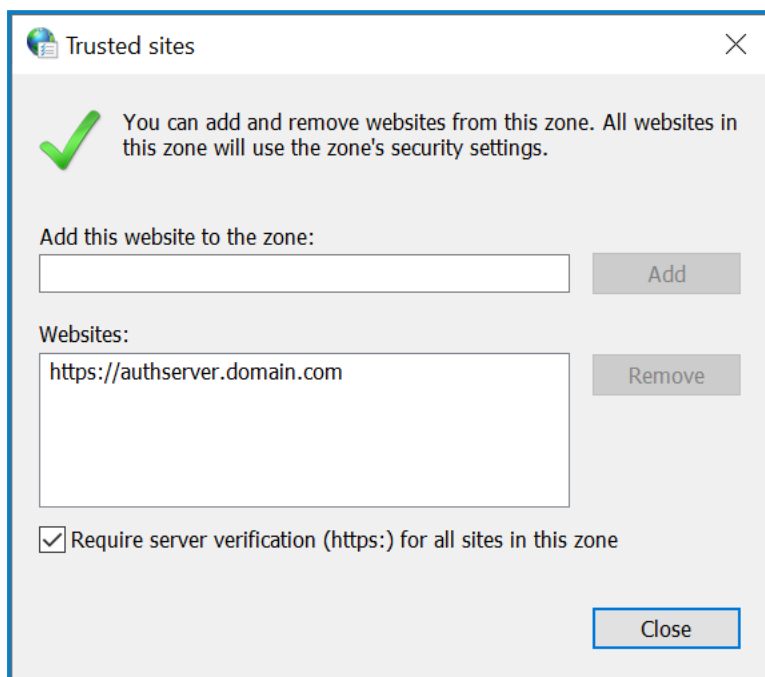 Trusted sites
You can add and remove websites from this zone. All websites in
this zone will use the zone's security settings.
Add this website to the zone:
Add
Websites:
https://authserver.domain.com
Remove
Require server verification (https:) for all sites in this zone
Close